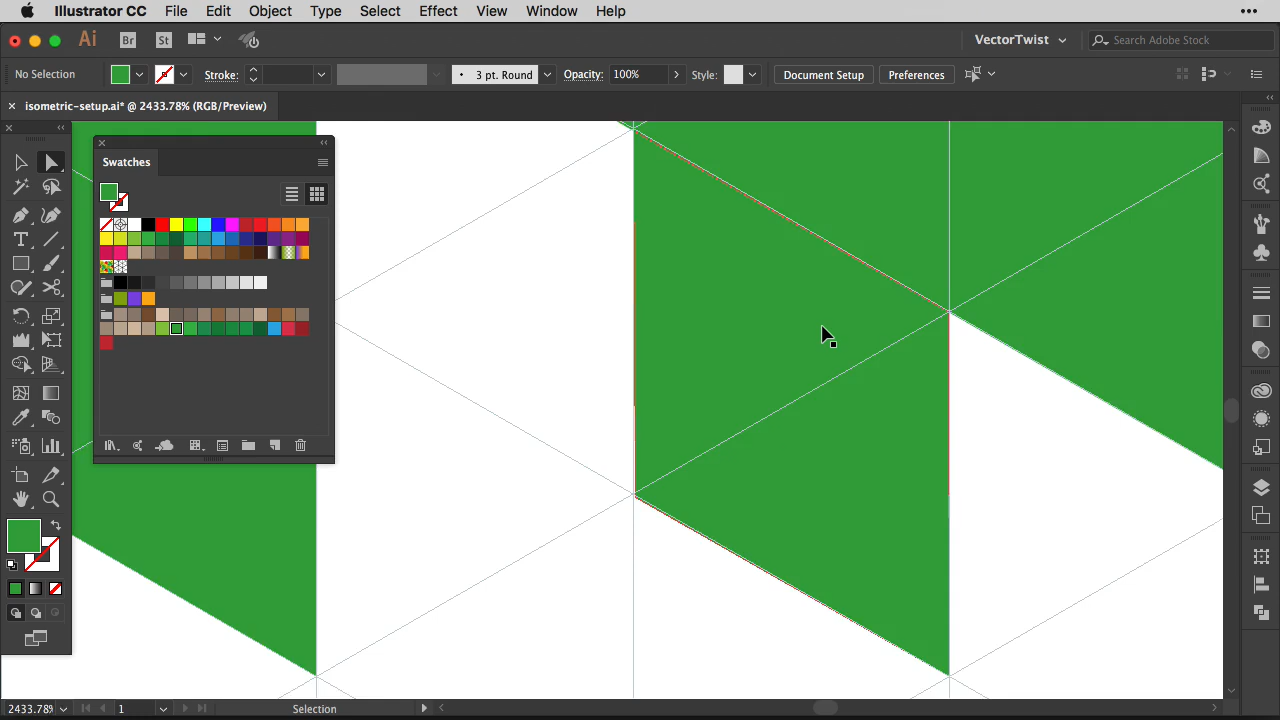 Illustrator CC File Edit Object Type Select Effect View Window Help
Ai Br St VectorTwist Search Adobe Stock
No Selection Stroke: 3 pt. Round Opacity: 100% Style: Document Setup Preferences
× isometric-setup.ai* @ 2433.78% (RGB/Preview)
Swatches
T
2433.78% 1 Selection